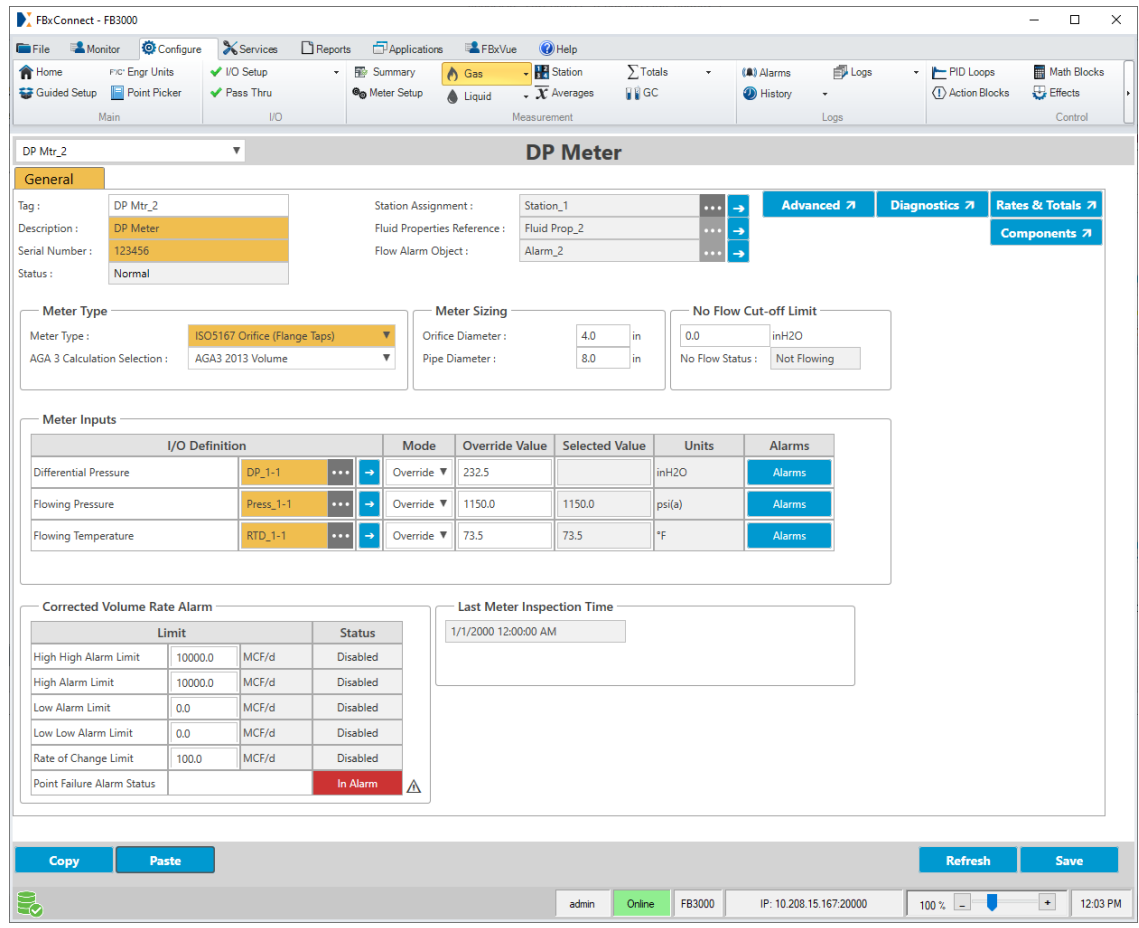 FBxConnect - FB3000
File Monitor Configure Services Reports Applications FBxVue Help
Home Engr Units I/O Setup Summary Gas Station Totals Alarms Logs PID Loops Math Blocks
Guided Setup Point Picker Pass Thru Meter Setup Liquid Averages GC History Action Blocks Effects
Main I/O Measurement Logs Control
DP Mtr_2 DP Meter
General
Tag : DP Mtr_2 Station Assignment : Station_1 ... Advanced Diagnostics Rates & Totals
Description : DP Meter Fluid Properties Reference : Fluid Prop_2 ... Components
Serial Number : 123456 Flow Alarm Object : Alarm_2 ...
Status : Normal
Meter Type Meter Sizing No Flow Cut-off Limit
Meter Type : ISO5167 Orifice (Flange Taps) Orifice Diameter : 4.0 in 0.0 inH2O
AGA 3 Calculation Selection : AGA3 2013 Volume Pipe Diameter : 8.0 in No Flow Status : Not Flowing
Meter Inputs
I/O Definition Mode Override Value Selected Value Units Alarms
Differential Pressure DP_1-1 ... Override 232.5 inH2O Alarms
Flowing Pressure Press_1-1 ... Override 1150.0 1150.0 psi(a) Alarms
Flowing Temperature RTD_1-1 ... Override 73.5 73.5 °F Alarms
Corrected Volume Rate Alarm Last Meter Inspection Time
Limit Status 1/1/2000 12:00:00 AM
High High Alarm Limit 10000.0 MCF/d Disabled
High Alarm Limit 10000.0 MCF/d Disabled
Low Alarm Limit 0.0 MCF/d Disabled
Low Low Alarm Limit 0.0 MCF/d Disabled
Rate of Change Limit 100.0 MCF/d Disabled
Point Failure Alarm Status In Alarm
Copy Paste Refresh Save
admin Online FB3000 IP: 10.208.15.167:20000 100 % - + 12:03 PM